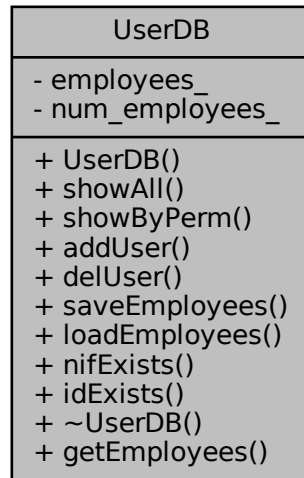 UserDB
- employees_
- num_employees_
+ UserDB()
+ showAll()
+ showByPerm()
+ addUser()
+ delUser()
+ saveEmployees()
+ loadEmployees()
+ nifExists()
+ idExists()
+ ~UserDB()
+ getEmployees()